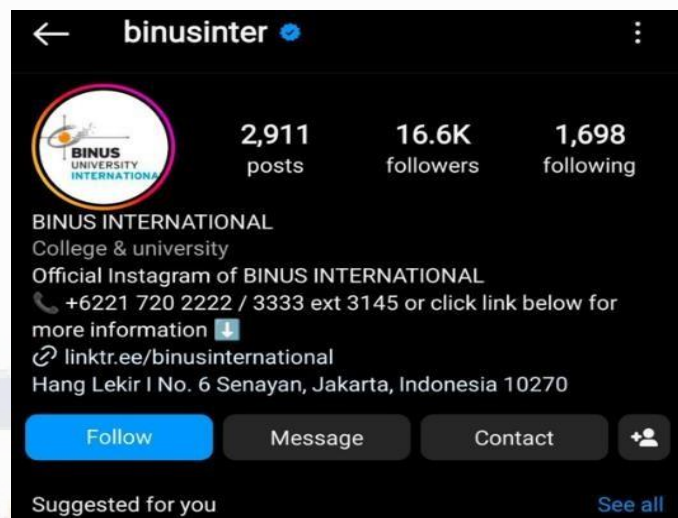 binusinter
BINUS
UNIVERSITY
INTERNATIONAL
2,911
posts
16.6K
followers
1,698
following
BINUS INTERNATIONAL
College & university
Official Instagram of BINUS INTERNATIONAL
📞 +6221 720 2222 / 3333 ext 3145 or click link below for
more information ⬇️
linktr.ee/binusinternational
Hang Lekir I No. 6 Senayan, Jakarta, Indonesia 10270
Follow
Message
Contact
Suggested for you
See all